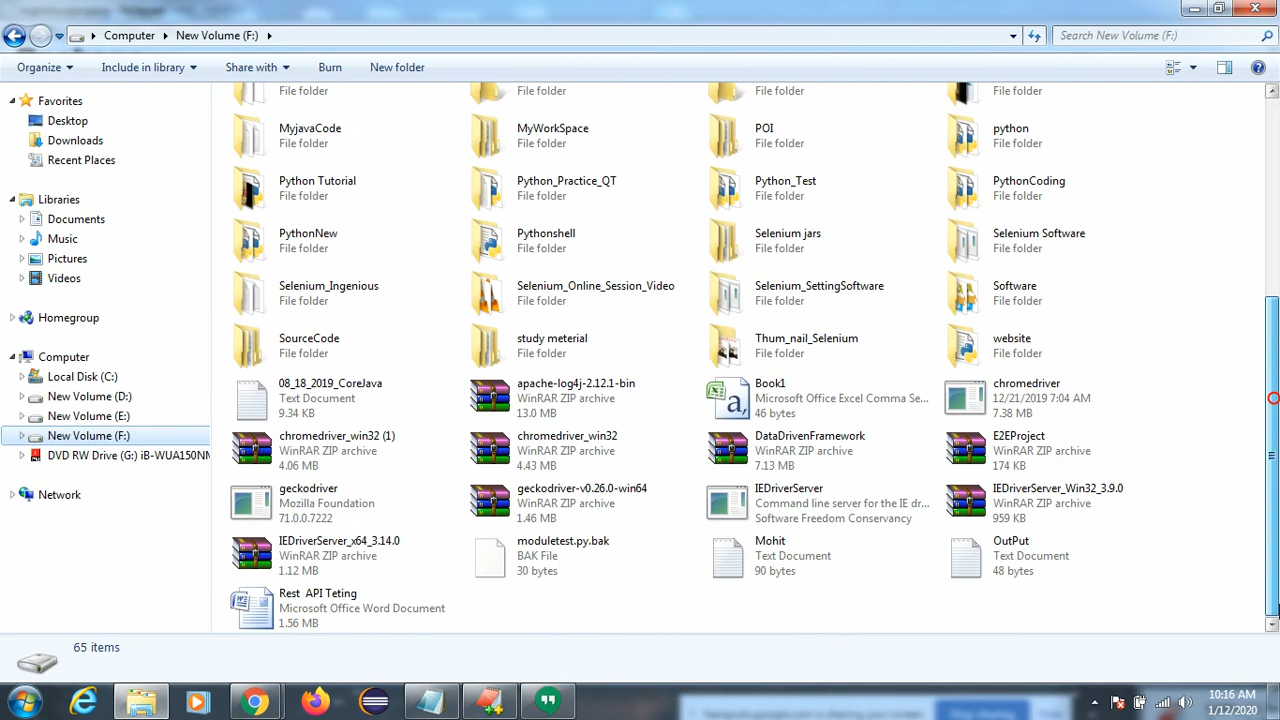 Computer New Volume (F:)
Search New Volume (F:)
Organize Include in library Share with Burn New folder
Favorites
Desktop
Downloads
Recent Places
Libraries
Documents
Music
Pictures
Videos
Homegroup
Computer
Local Disk (C:)
New Volume (D:)
New Volume (E:)
New Volume (F:)
DVD RW Drive (G:) iB-WUA150NM
Network
File folder File folder File folder File folder
MyjavaCode MyWorkSpace POI python
File folder File folder File folder File folder
Python Tutorial Python_Practice_QT Python_Test PythonCoding
File folder File folder File folder File folder
PythonNew Pythonshell Selenium jars Selenium Software
File folder File folder File folder File folder
Selenium_Ingenious Selenium_Online_Session_Video Selenium_SettingSoftware Software
File folder File folder File folder File folder
SourceCode study meterial Thum_nail_Selenium website
File folder File folder File folder File folder
08_18_2019_CoreJava apache-log4j-2.12.1-bin Book1 chromedriver
Text Document WinRAR ZIP archive Microsoft Office Excel Comma Se... 12/21/2019 7:04 AM
9.34 KB 13.0 MB 46 bytes 7.38 MB
chromedriver_win32 (1) chromedriver_win32 DataDrivenFramework E2EProject
WinRAR ZIP archive WinRAR ZIP archive WinRAR ZIP archive WinRAR ZIP archive
4.06 MB 4.43 MB 7.13 MB 174 KB
geckodriver geckodriver-v0.26.0-win64 IEDriverServer IEDriverServer_Win32_3.9.0
Mozilla Foundation WinRAR ZIP archive Command line server for the IE dr... WinRAR ZIP archive
71.0.0.7222 1.46 MB Software Freedom Conservancy 959 KB
IEDriverServer_x64_3.14.0 moduletest.py.bak Mohit OutPut
WinRAR ZIP archive BAK File Text Document Text Document
1.12 MB 30 bytes 90 bytes 48 bytes
Rest API Teting
Microsoft Office Word Document
1.56 MB
65 items
10:16 AM
1/12/2020